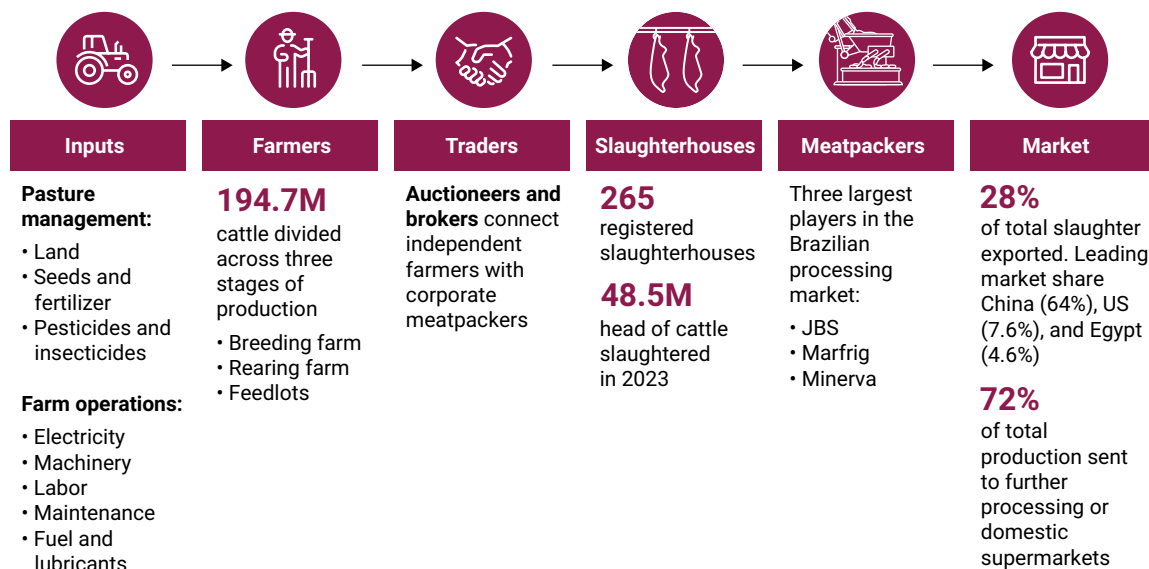 Inputs
Pasture
management:
• Land
• Seeds and
fertilizer
• Pesticides and
insecticides
Farm operations:
• Electricity
• Machinery
• Labor
• Maintenance
• Fuel and
lubricants
Farmers
194.7M
cattle divided
across three
stages of
production
• Breeding farm
• Rearing farm
• Feedlots
Traders
Auctioneers and
brokers connect
independent
farmers with
corporate
meatpackers
Slaughterhouses
265
registered
slaughterhouses
48.5M
head of cattle
slaughtered
in 2023
Meatpackers
Three largest
players in the
Brazilian
processing
market:
• JBS
• Marfrig
• Minerva
Market
28%
of total slaughter
exported. Leading
market share
China (64%), US
(7.6%), and Egypt
(4.6%)
72%
of total
production sent
to further
processing or
domestic
supermarkets